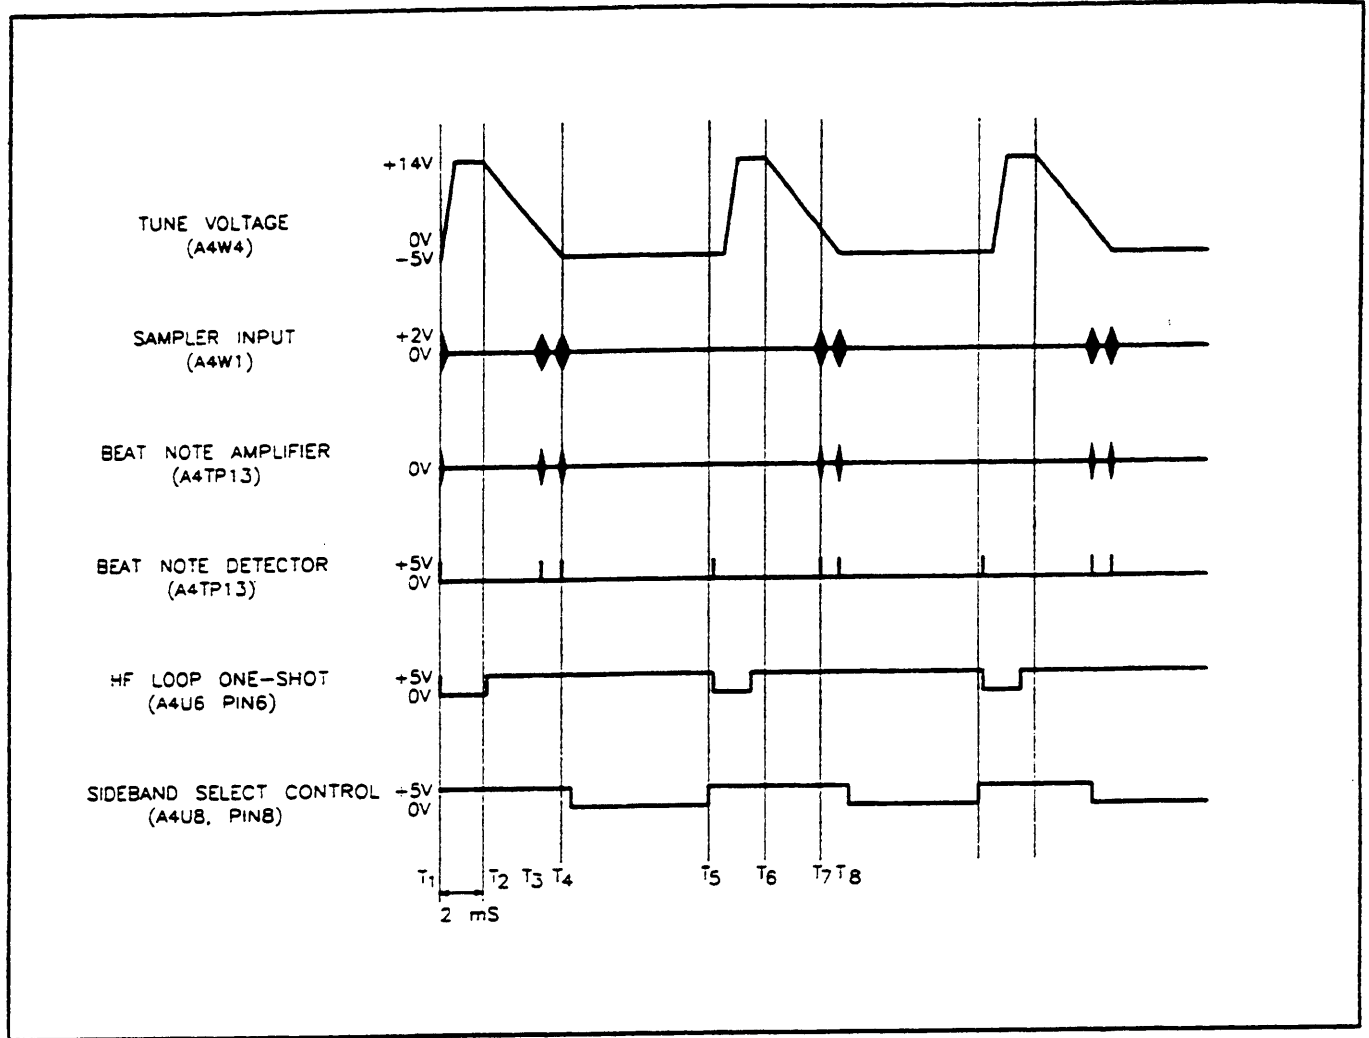 +14V
TUNE VOLTAGE
(A4W4)
0V
-5V
SAMPLER INPUT
(A4W1)
+2V
0V
BEAT NOTE AMPLIFIER
(A4TP13)
0V
BEAT NOTE DETECTOR
(A4TP13)
+5V
0V
HF LOOP ONE-SHOT
(A4U6 PIN6)
+5V
0V
SIDEBAND SELECT CONTROL
(A4U8, PIN8)
+5V
0V
T1 T2 T3 T4 T5 T6 T7 T8
2 mS